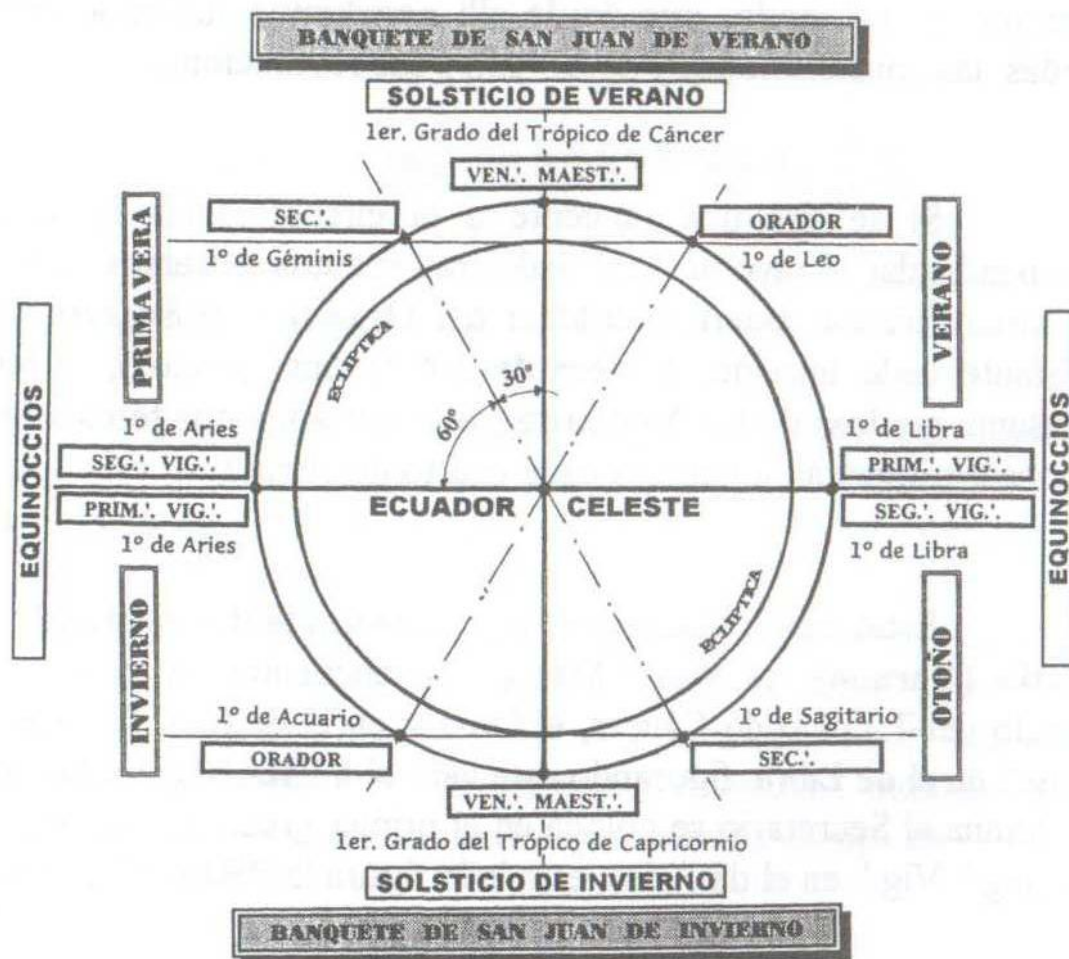 BANQUETE DE SAN JUAN DE VERANO
SOLSTICIO DE VERANO
1er. Grado del Trópico de Cáncer
VEN.'. MAEST.'.
SEC.'.
ORADOR
1º de Géminis
1º de Leo
PRIMAVERA
VERANO
EQUINOCCIOS
EQUINOCCIOS
ECLIPTICA
30º
60º
1º de Aries
1º de Libra
SEG.'. VIG.'.
PRIM.'. VIG.'.
ECUADOR CELESTE
PRIM.'. VIG.'.
SEG.'. VIG.'.
1º de Aries
1º de Libra
ECLIPTICA
INVIERNO
OTOÑO
1º de Acuario
1º de Sagitario
ORADOR
SEC.'.
VEN.'. MAEST.'.
1er. Grado del Trópico de Capricornio
SOLSTICIO DE INVIERNO
BANQUETE DE SAN JUAN DE INVIERNO